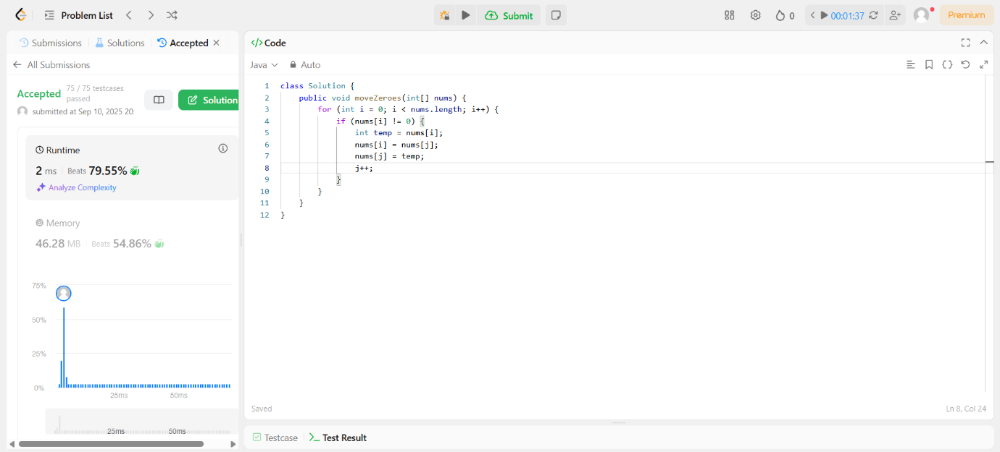 Problem List
Submit
0
00:01:37
Premium
Submissions
Solutions
Accepted
All Submissions
Accepted
75 / 75 testcases
passed
submitted at Sep 10, 2025 20:
Solution
Runtime
2 ms
Beats 79.55%
Analyze Complexity
Memory
46.28 MB
Beats 54.86%
75%
50%
25%
0%
25ms 50ms
25ms 50ms
</> Code
Java
Auto
1 class Solution {
2 public void moveZeroes(int[] nums) {
3 for (int i = 0; i < nums.length; i++) {
4 if (nums[i] != 0) {
5 int temp = nums[i];
6 nums[i] = nums[j];
7 nums[j] = temp;
8 j++;
9 }
10 }
11 }
12 }
Saved
Ln 8, Col 24
Testcase
Test Result